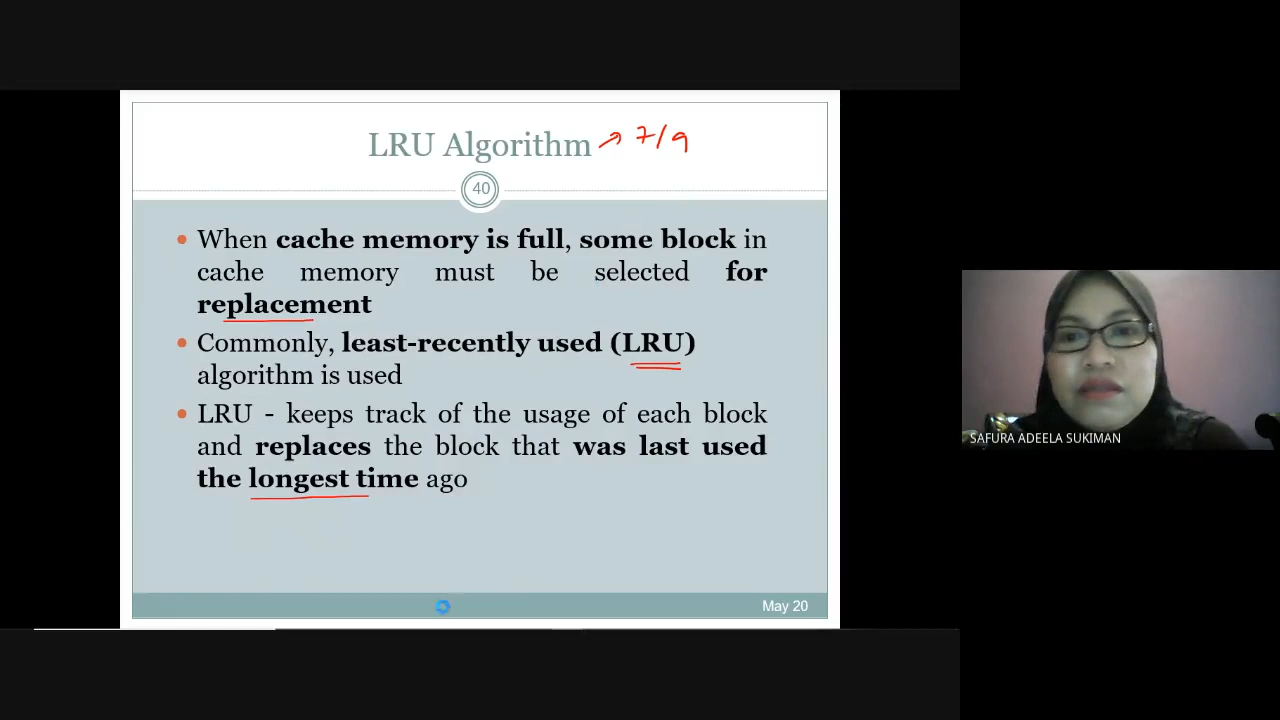 LRU Algorithm → 7/9
40
• When cache memory is full, some block in
cache memory must be selected for
replacement
• Commonly, least-recently used (LRU)
algorithm is used
• LRU - keeps track of the usage of each block
and replaces the block that was last used
the longest time ago
May 20
SAFURA ADEELA SUKIMAN